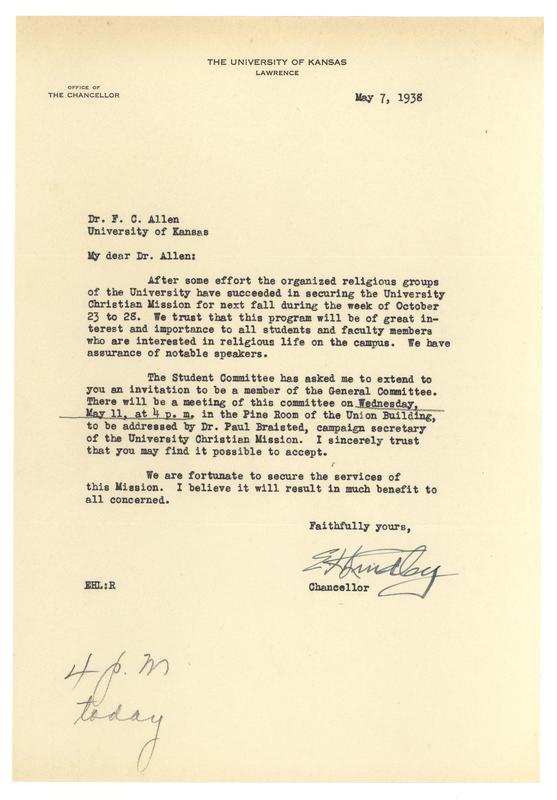 THE UNIVERSITY OF KANSAS
LAWRENCE
OFFICE OF
THE CHANCELLOR
May 7, 1938
Dr. F. C. Allen
University of Kansas
My dear Dr. Allen:
After some effort the organized religious groups
of the University have succeeded in securing the University
Christian Mission for next fall during the week of October
23 to 28. We trust that this program will be of great in-
terest and importance to all students and faculty members
who are interested in religious life on the campus. We have
assurance of notable speakers.
The Student Committee has asked me to extend to
you an invitation to be a member of the General Committee.
There will be a meeting of this committee on Wednesday,
May 11, at 4 p. m. in the Pine Room of the Union Building,
to be addressed by Dr. Paul Braisted, campaign secretary
of the University Christian Mission. I sincerely trust
that you may find it possible to accept.
We are fortunate to secure the services of
this Mission. I believe it will result in much benefit to
all concerned.
Faithfully yours,
E H Lindley
EHL:R
Chancellor
4 p. m
today